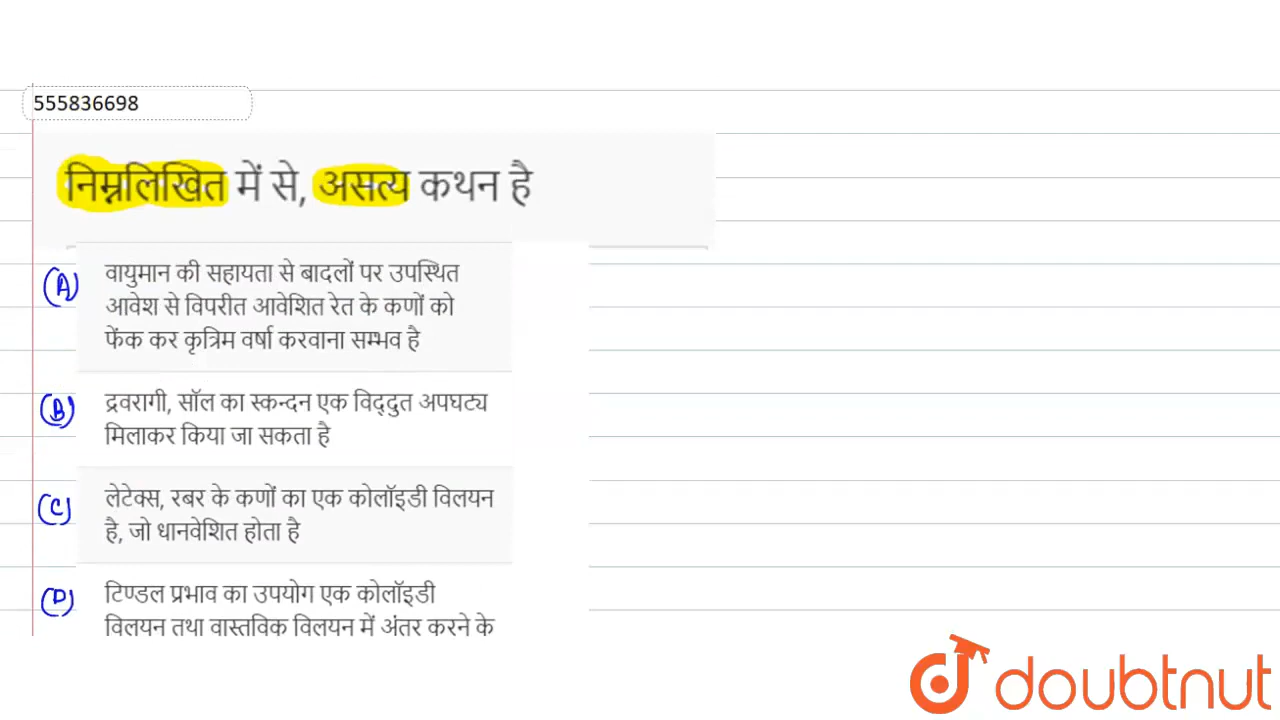 555836698
निम्नलिखित में से, असत्य कथन है
(A) वायुमान की सहायता से बादलों पर उपस्थित
आवेश से विपरीत आवेशित रेत के कणों को
फेंक कर कृत्रिम वर्षा करवाना सम्भव है
(B) द्रवरागी, सॉल का स्कन्दन एक विद्दुत अपघट्य
मिलाकर किया जा सकता है
(C) लेटेक्स, रबर के कणों का एक कोलॉइडी विलयन
है, जो धानवेशित होता है
(D) टिण्डल प्रभाव का उपयोग एक कोलॉइडी
विलयन तथा वास्तविक विलयन में अंतर करने के
doubtnut